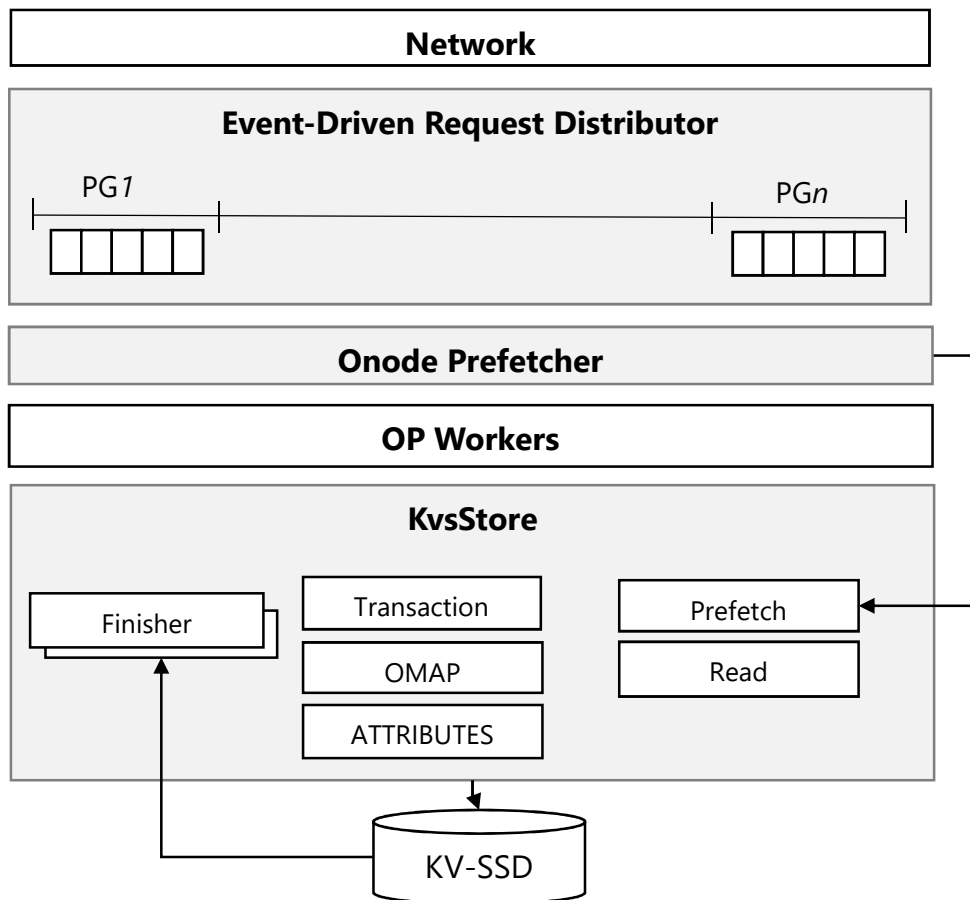 Network
Event-Driven Request Distributor
PG1
PGn
Onode Prefetcher
OP Workers
KvsStore
Finisher
Transaction
Prefetch
OMAP
Read
ATTRIBUTES
KV-SSD